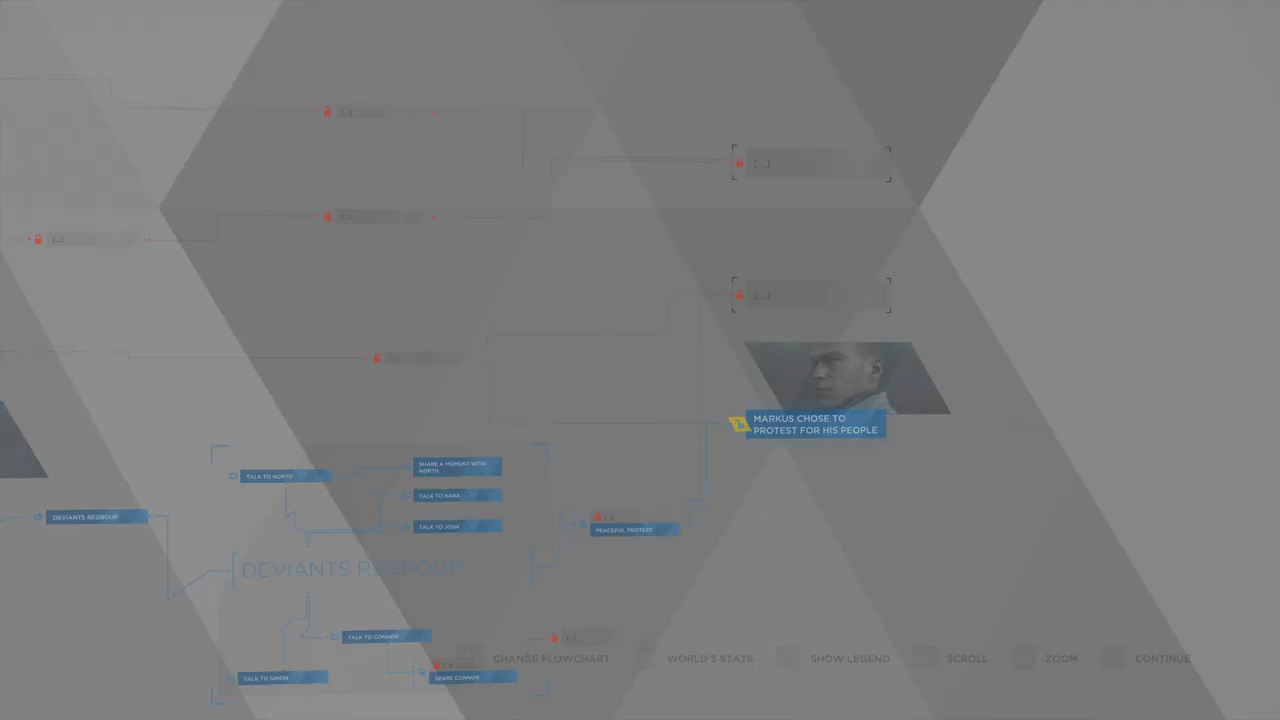 [...]
[...]
[...]
[...]
[...]
MARKUS CHOSE TO
PROTEST FOR HIS PEOPLE
SHARE A MOMENT WITH
NORTH
TALK TO NORTH
TALK TO KARA
DEVIANTS REGROUP
TALK TO JOSH
PEACEFUL PROTEST
DEVIANTS REGROUP
TALK TO CONNOR
[...]
TALK TO SIMON
SPARE CONNOR
CHANGE FLOWCHART
WORLD'S STATS
SHOW LEGEND
SCROLL
ZOOM
CONTINUE